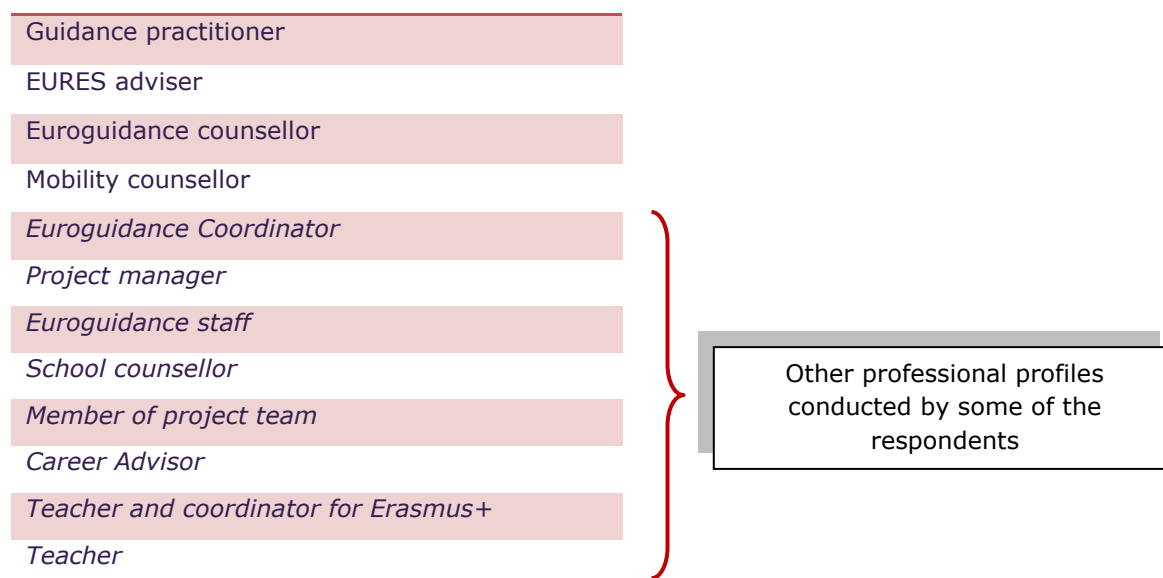 Guidance practitioner
EURES adviser
Euroguidance counsellor
Mobility counsellor
Euroguidance Coordinator
Project manager
Euroguidance staff
School counsellor
Member of project team
Career Advisor
Teacher and coordinator for Erasmus+
Teacher
Other professional profiles
conducted by some of the
respondents